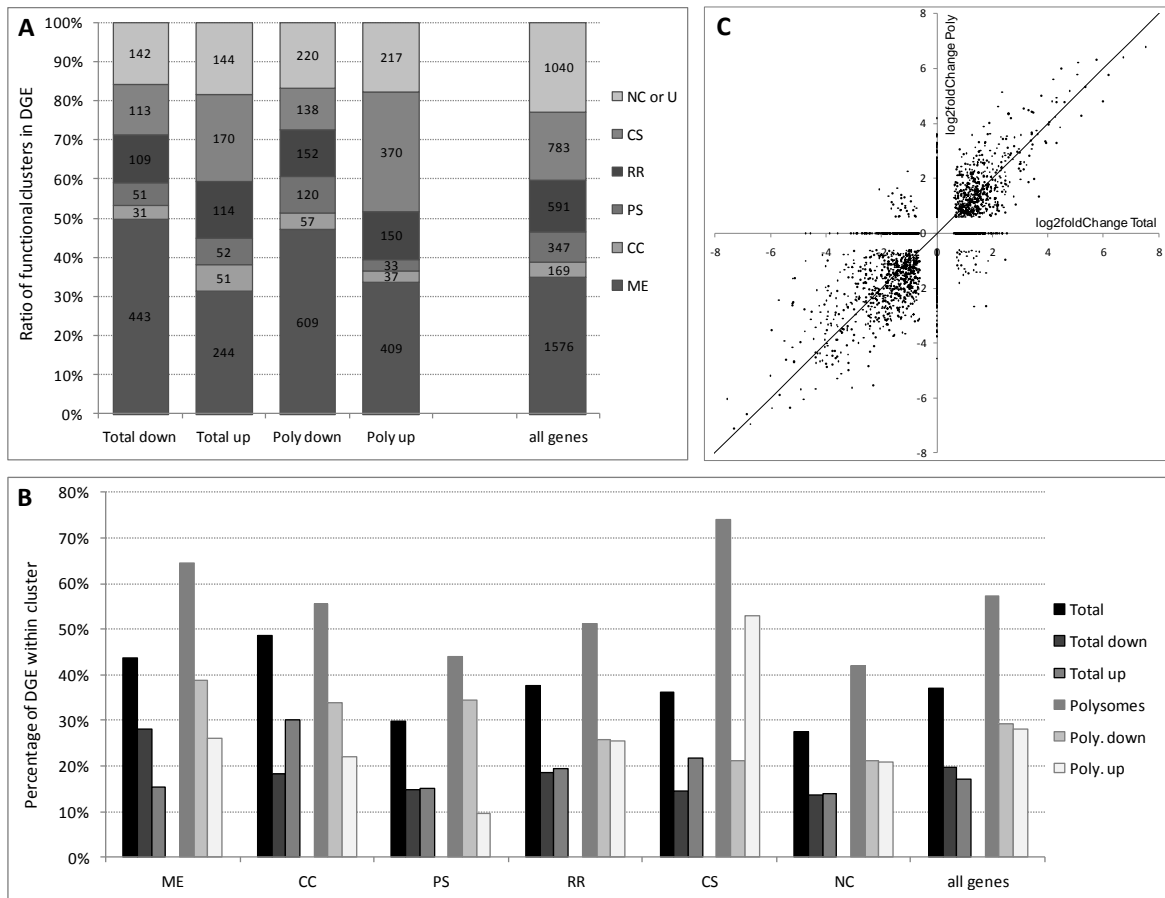 A
Ratio of functional clusters in DGE
100%
90%
80%
70%
60%
50%
40%
30%
20%
10%
0%
142
113
109
51
31
443
144
170
114
52
51
244
220
138
152
120
57
609
217
370
150
33
37
409
1040
783
591
347
169
1576
Total down
Total up
Poly down
Poly up
all genes
NC or U
CS
RR
PS
CC
ME
C
log2foldChange Poly
log2foldChange Total
8
6
4
2
0
-2
-4
-6
-8
-8
-6
-4
-2
0
2
4
6
8
B
Percentage of DGE within cluster
80%
70%
60%
50%
40%
30%
20%
10%
0%
ME
CC
PS
RR
CS
NC
all genes
Total
Total down
Total up
Polysomes
Poly. down
Poly. up